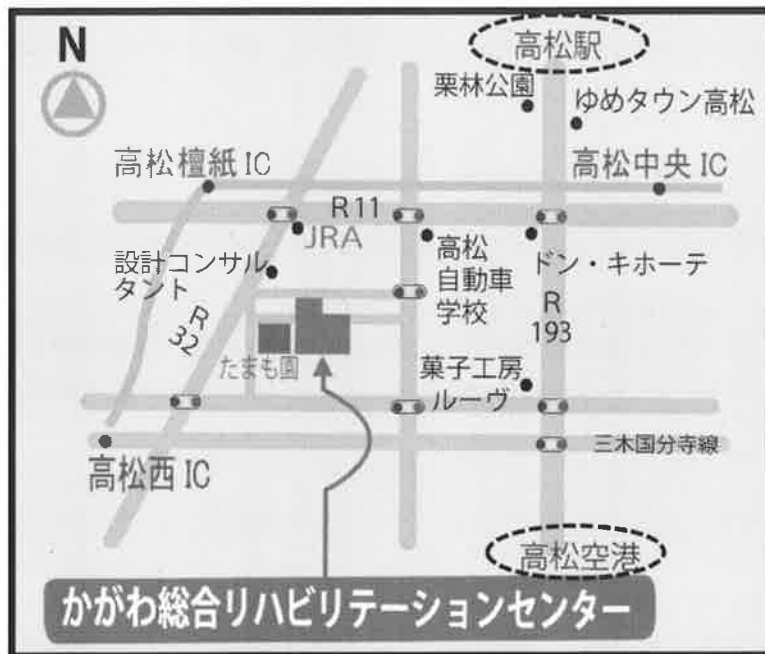 N
高松駅
栗林公園
ゆめタウン高松
高松檀紙 IC
高松中央 IC
R 11
JRA
高松
自動車
学校
ドン・キホーテ
設計コンサル
タント
R
32
R
193
たまも園
菓子工房
ルーヴ
三木国分寺線
高松西 IC
高松空港
かがわ総合リハビリテーションセンター